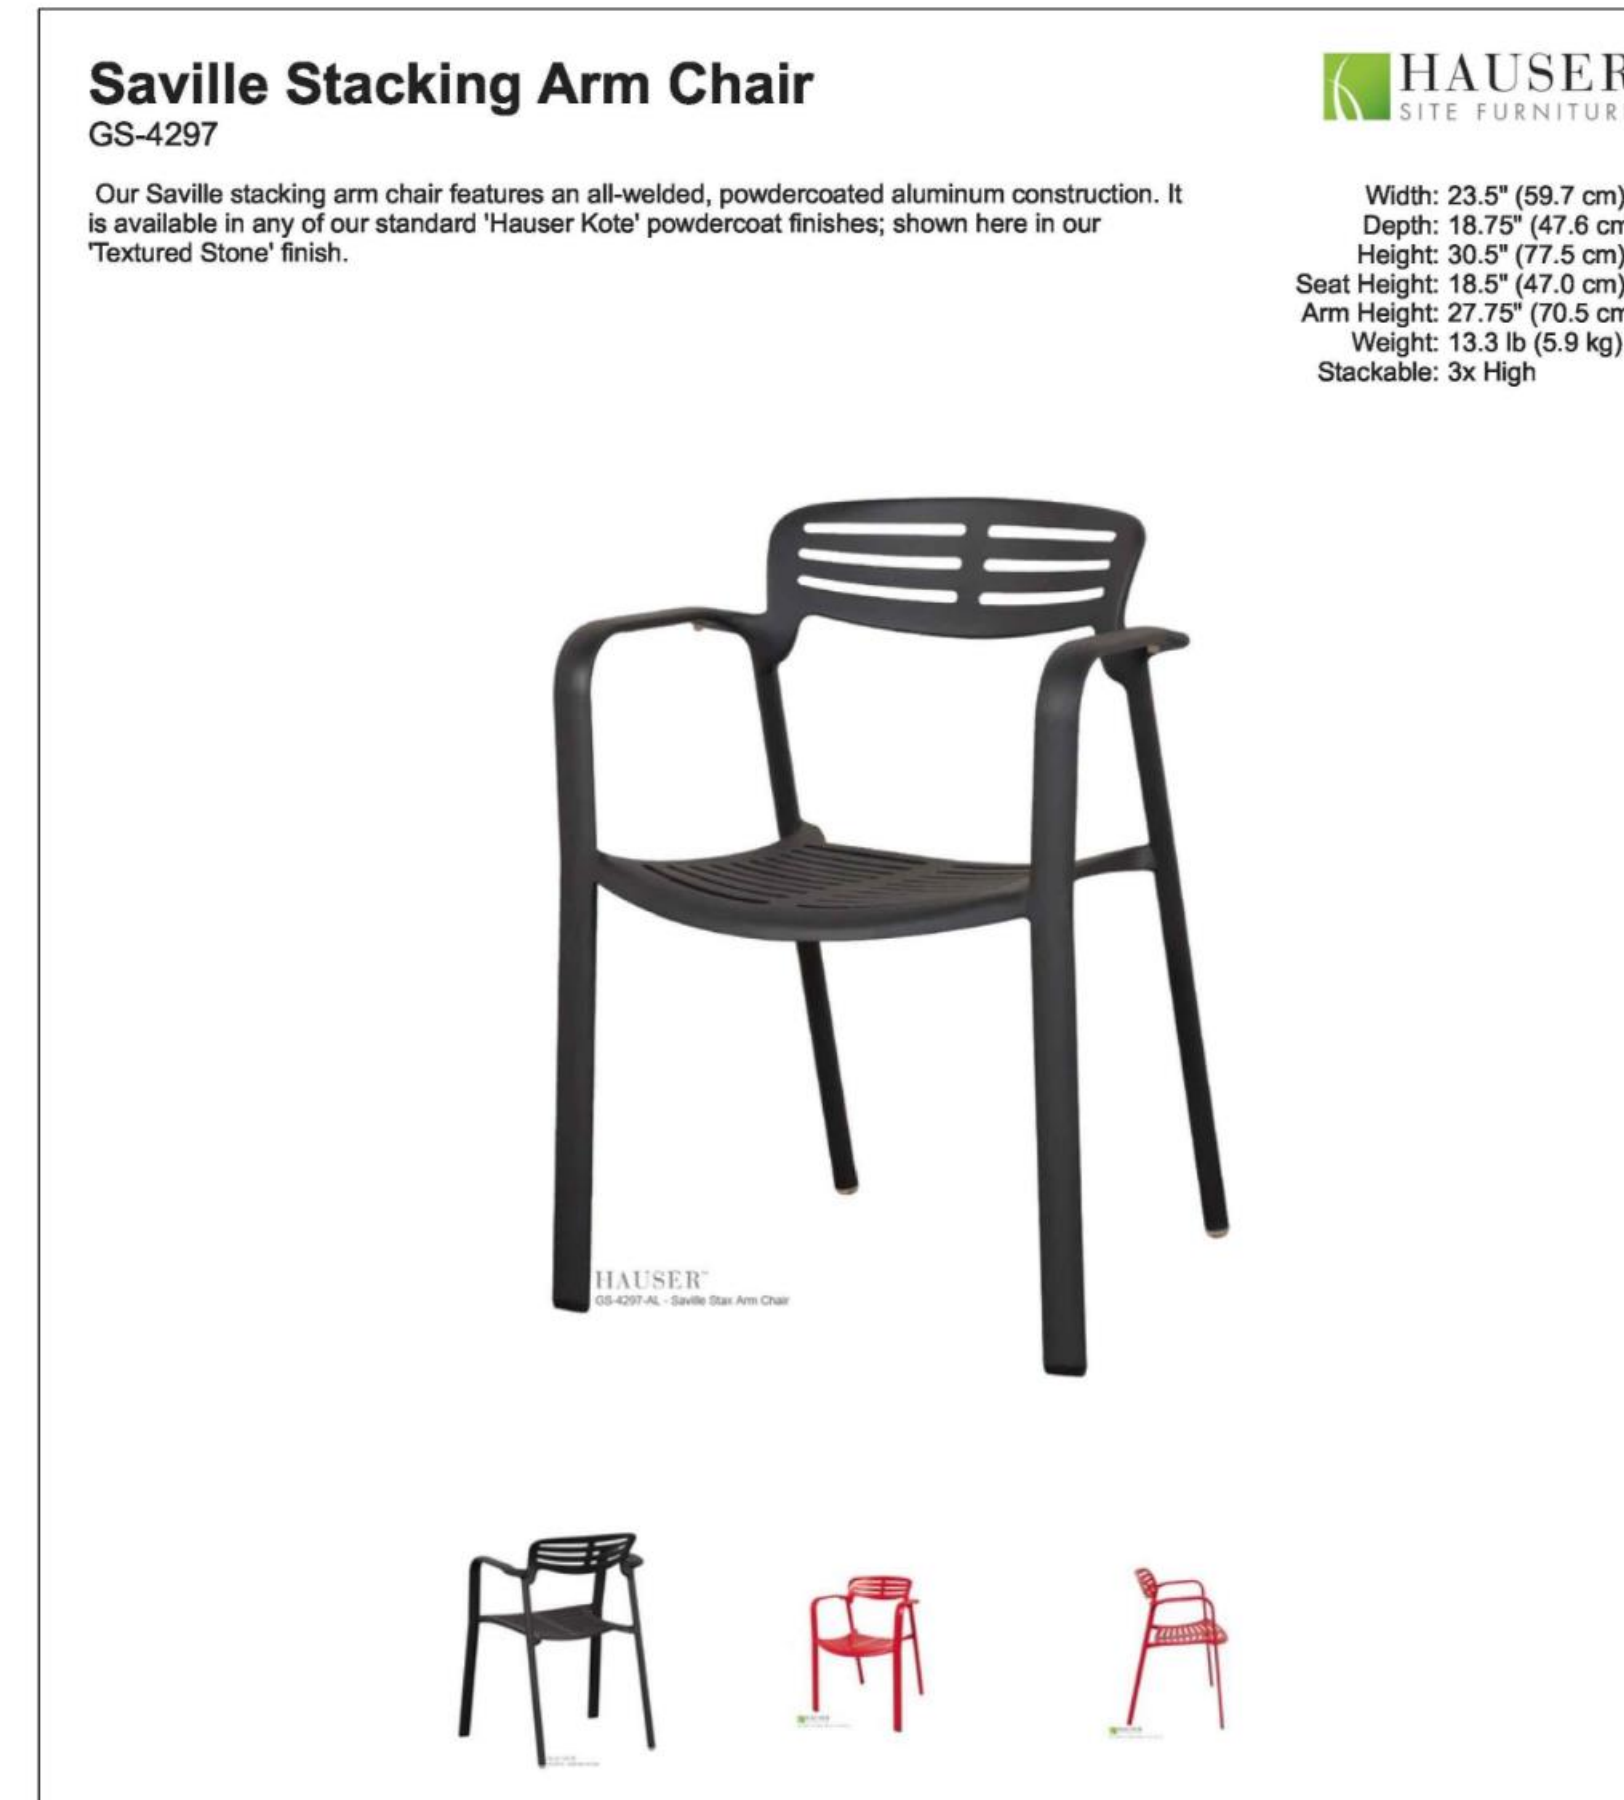 Saville Stacking Arm Chair
GS-4297
Our Saville stacking arm chair features an all-welded, powdercoated aluminum construction. It
is available in any of our standard 'Hauser Kote' powdercoat finishes; shown here in our
'Textured Stone' finish.
HAUSER
SITE FURNITURE
Width: 23.5" (59.7 cm)
Depth: 18.75" (47.6 cm
Height: 30.5" (77.5 cm)
Seat Height: 18.5" (47.0 cm)
Arm Height: 27.75" (70.5 cm
Weight: 13.3 lb (5.9 kg)
Stackable: 3x High
HAUSER™
GS-4297-AL - Saville Stax Arm Chair
HAUSER
HAUSER
HAUSER